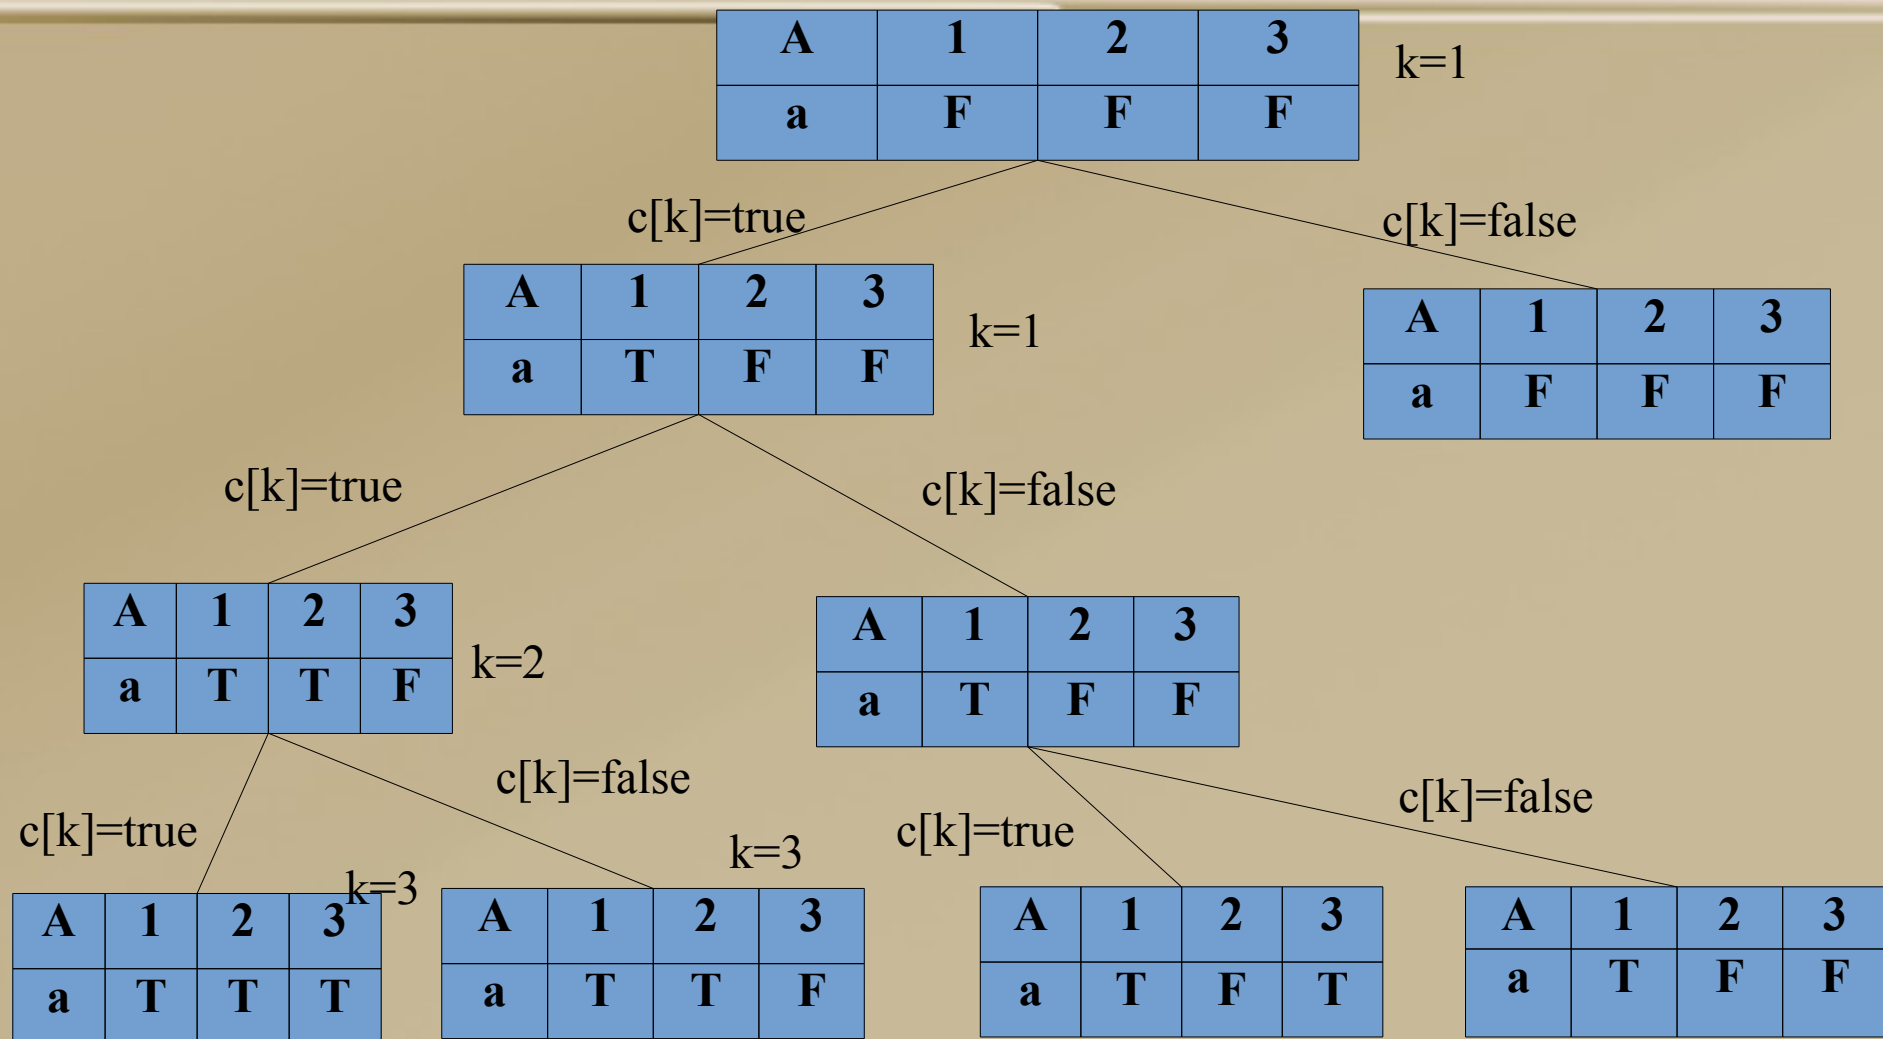 A 1 2 3
a F F F
k=1
c[k]=true
c[k]=false
A 1 2 3
a T F F
k=1
A 1 2 3
a F F F
c[k]=true
c[k]=false
A 1 2 3
a T T F
k=2
A 1 2 3
a T F F
c[k]=true
c[k]=false
c[k]=true
c[k]=false
k=3
k=3
A 1 2 3
a T T T
A 1 2 3
a T T F
A 1 2 3
a T F T
A 1 2 3
a T F F